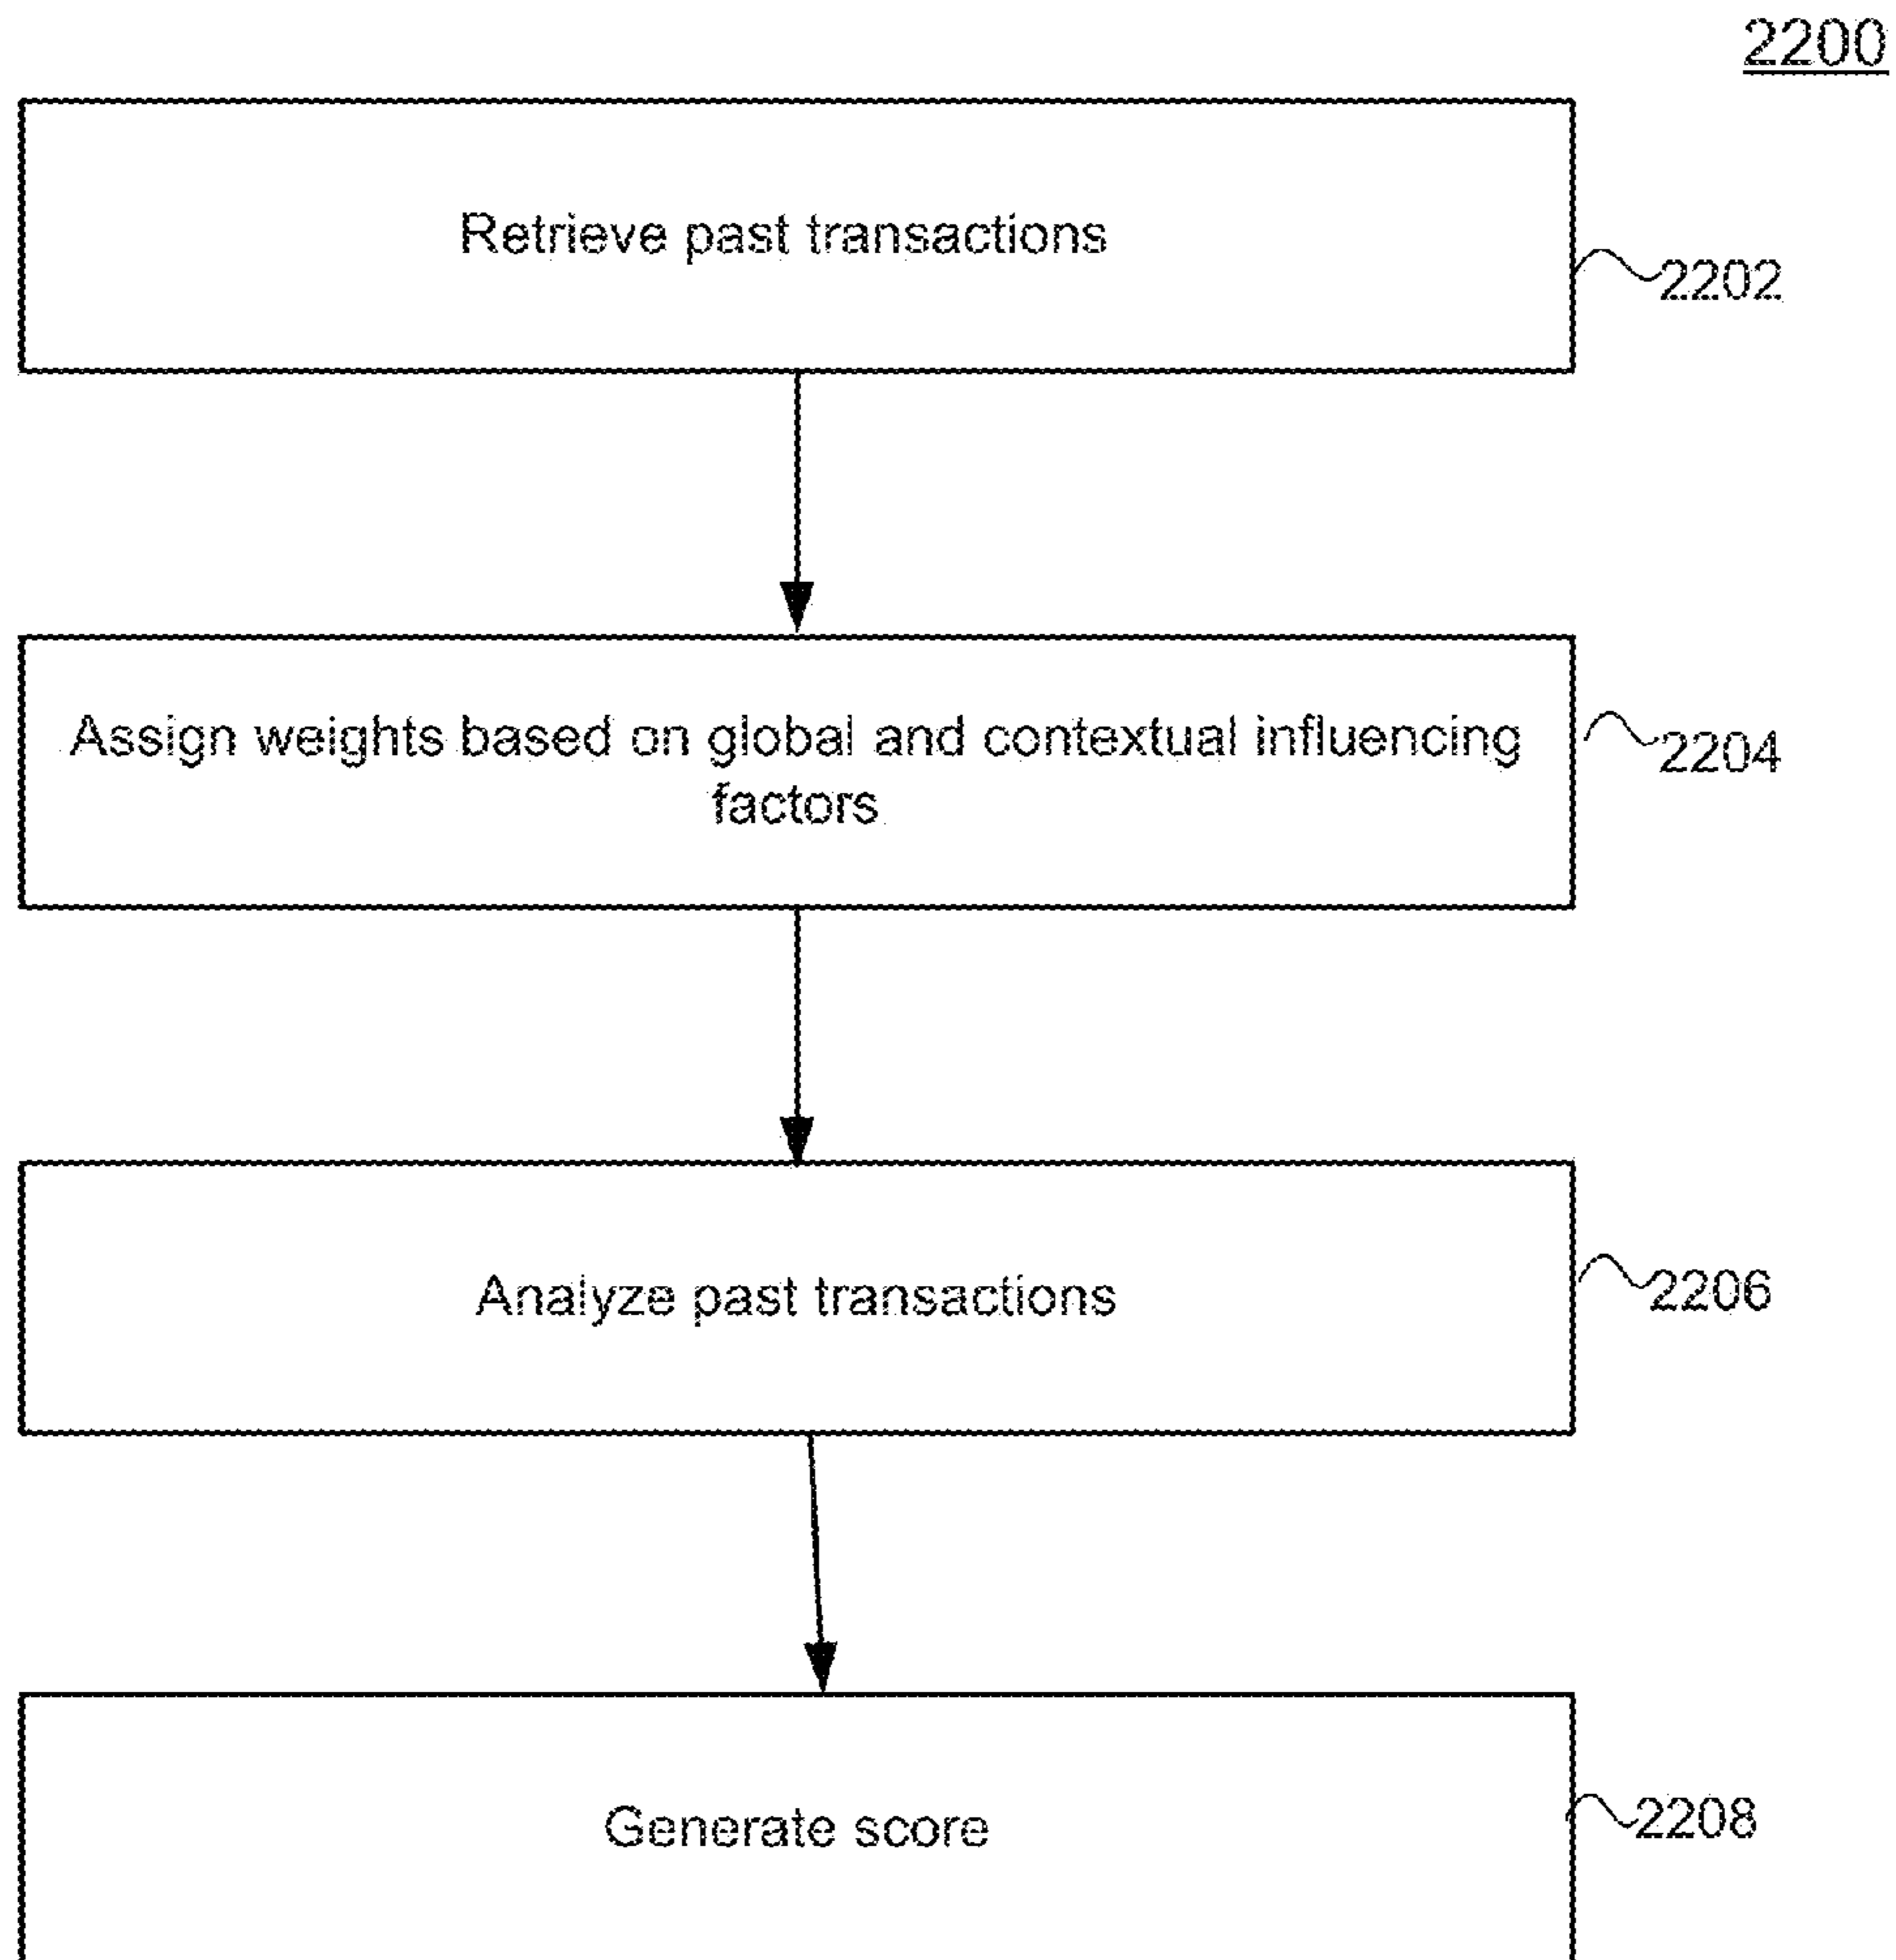 2200
Retrieve past transactions
2202
Assign weights based on global and contextual influencing
factors
2204
Analyze past transactions
2206
Generate score
2208